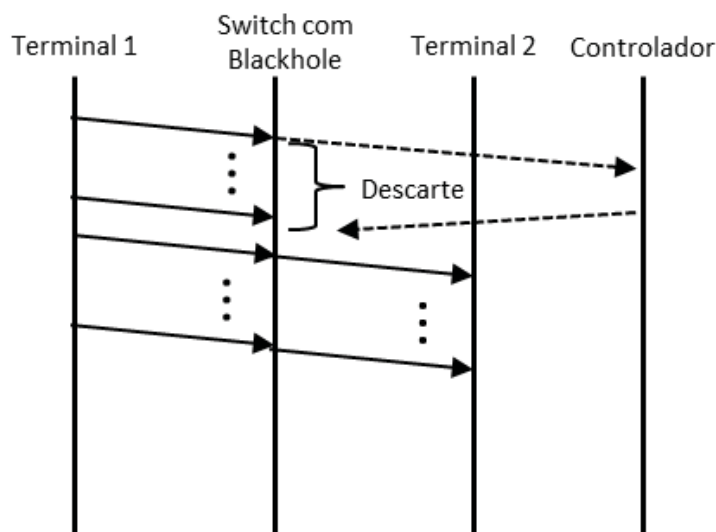 Terminal 1
Switch com
Blackhole
Terminal 2
Controlador
Descarte